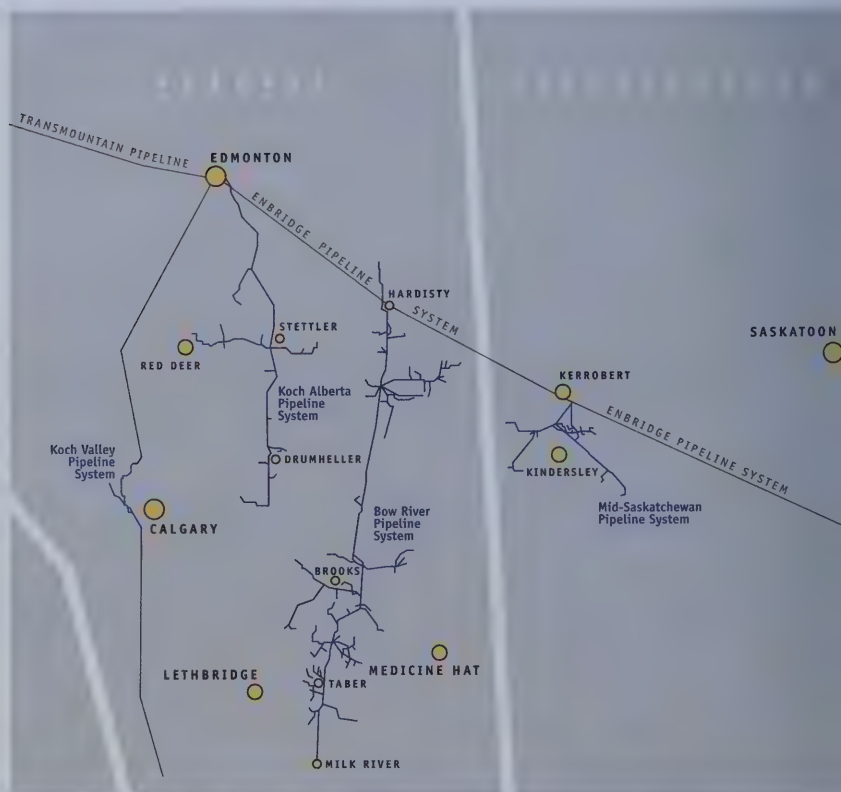 TRANSMOUNTAIN PIPELINE
EDMONTON
ENBRIDGE PIPELINE SYSTEM
HARDISTY
STETTLER
RED DEER
SASKATOON
KERROBERT
Koch Alberta
Pipeline
System
ENBRIDGE PIPELINE SYSTEM
Koch Valley
Pipeline
System
DRUMHELLER
KINDERSLEY
Mid-Saskatchewan
Pipeline System
CALGARY
Bow River
Pipeline
System
BROOKS
MEDICINE HAT
LETHBRIDGE
TABER
MILK RIVER